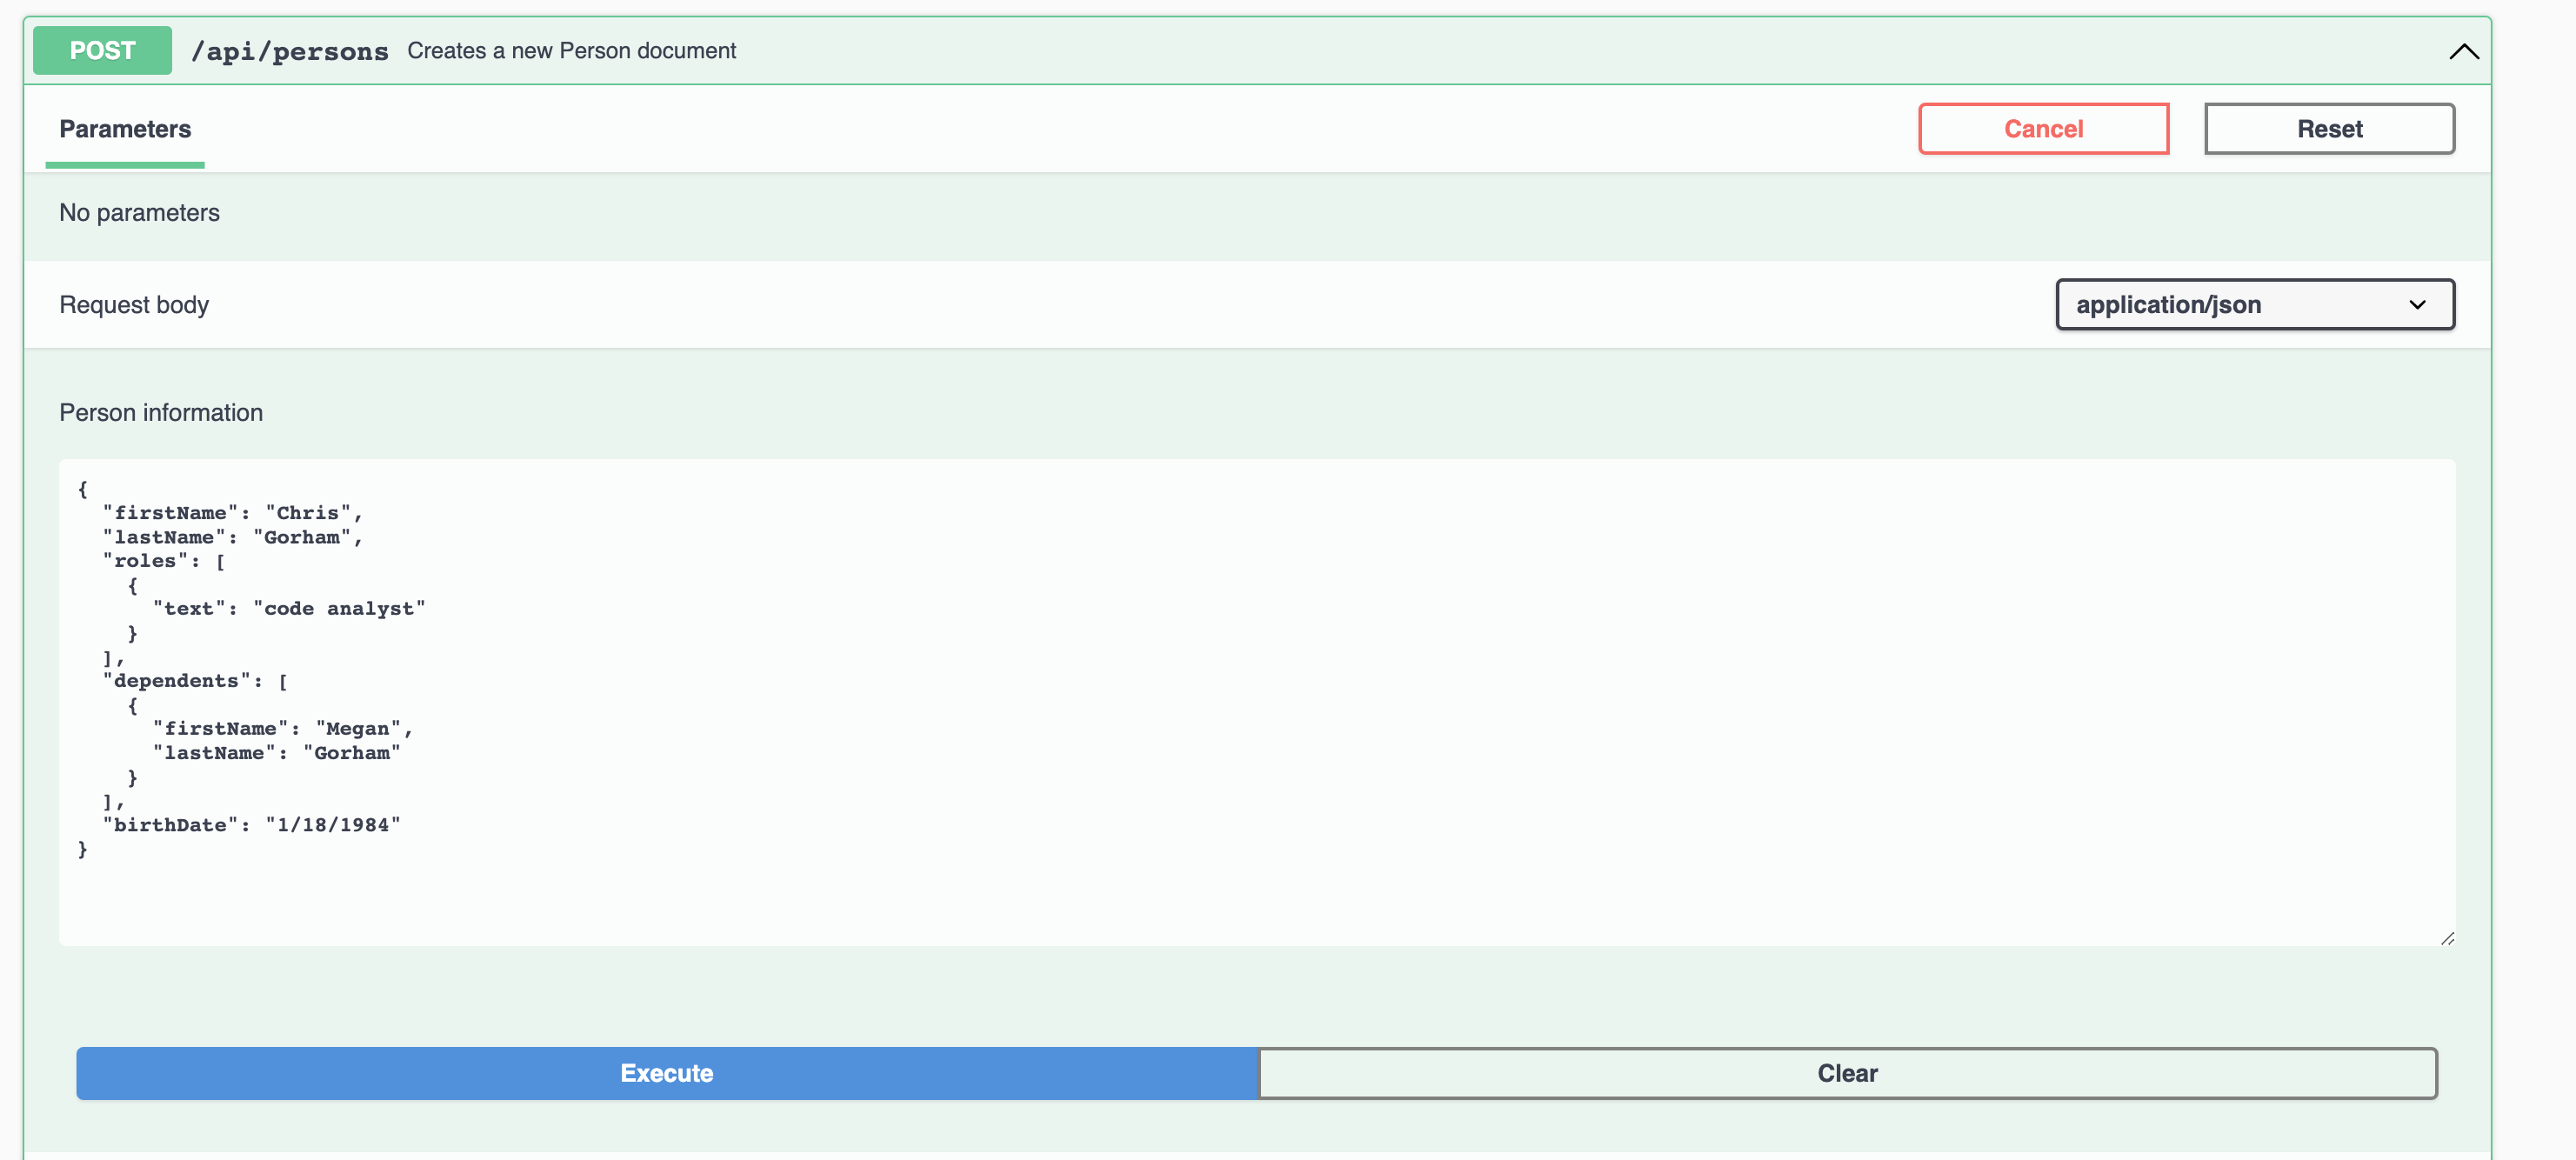 POST /api/persons Creates a new Person document
Parameters Cancel Reset
No parameters
Request body application/json
Person information
{
  "firstName": "Chris",
  "lastName": "Gorham",
  "roles": [
    {
      "text": "code analyst"
    }
  ],
  "dependents": [
    {
      "firstName": "Megan",
      "lastName": "Gorham"
    }
  ],
  "birthDate": "1/18/1984"
}
Execute Clear